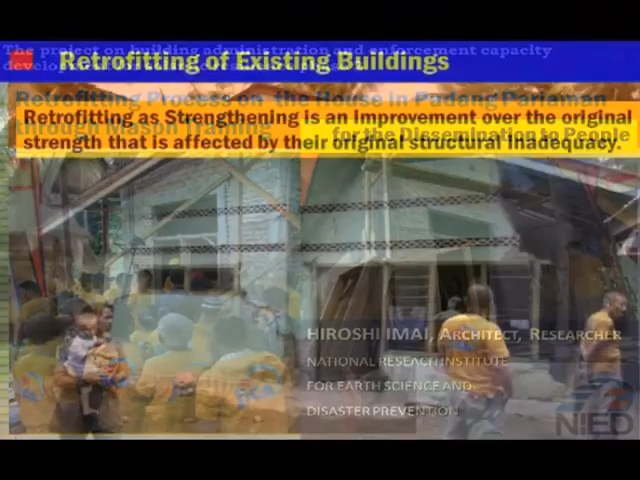 The project on building administration and enforcement capacity
Retrofitting of Existing Buildings
Retrofitting Process on the House in Padang Pariaman
Retrofitting as Strengthening is an improvement over the original
through Mason Training
for the Dissemination to People
strength that is affected by their original structural inadequacy.
HIROSHI IMAI, ARCHITECT, RESEARCHER
NATIONAL RESEACH INSTITUTE
FOR EARTH SCIENCE AND
DISASTER PREVENTION
NIED